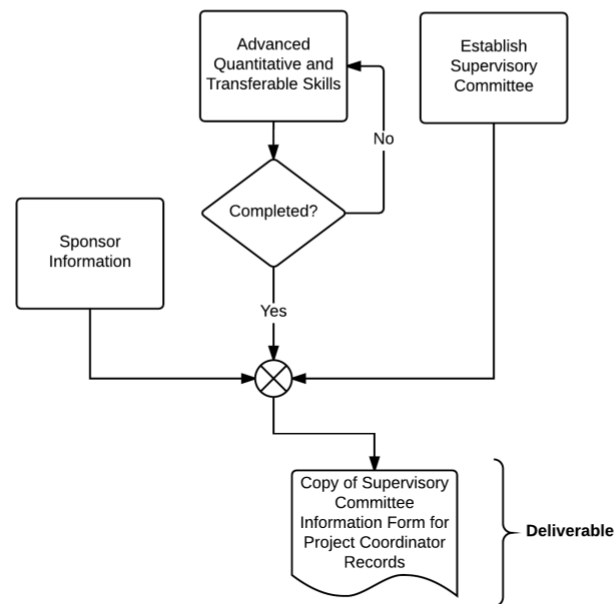 Advanced
Quantitative and
Transferable Skills
Establish
Supervisory
Committee
No
Completed?
Sponsor
Information
Yes
Copy of Supervisory
Committee
Information Form for
Project Coordinator
Records
Deliverable